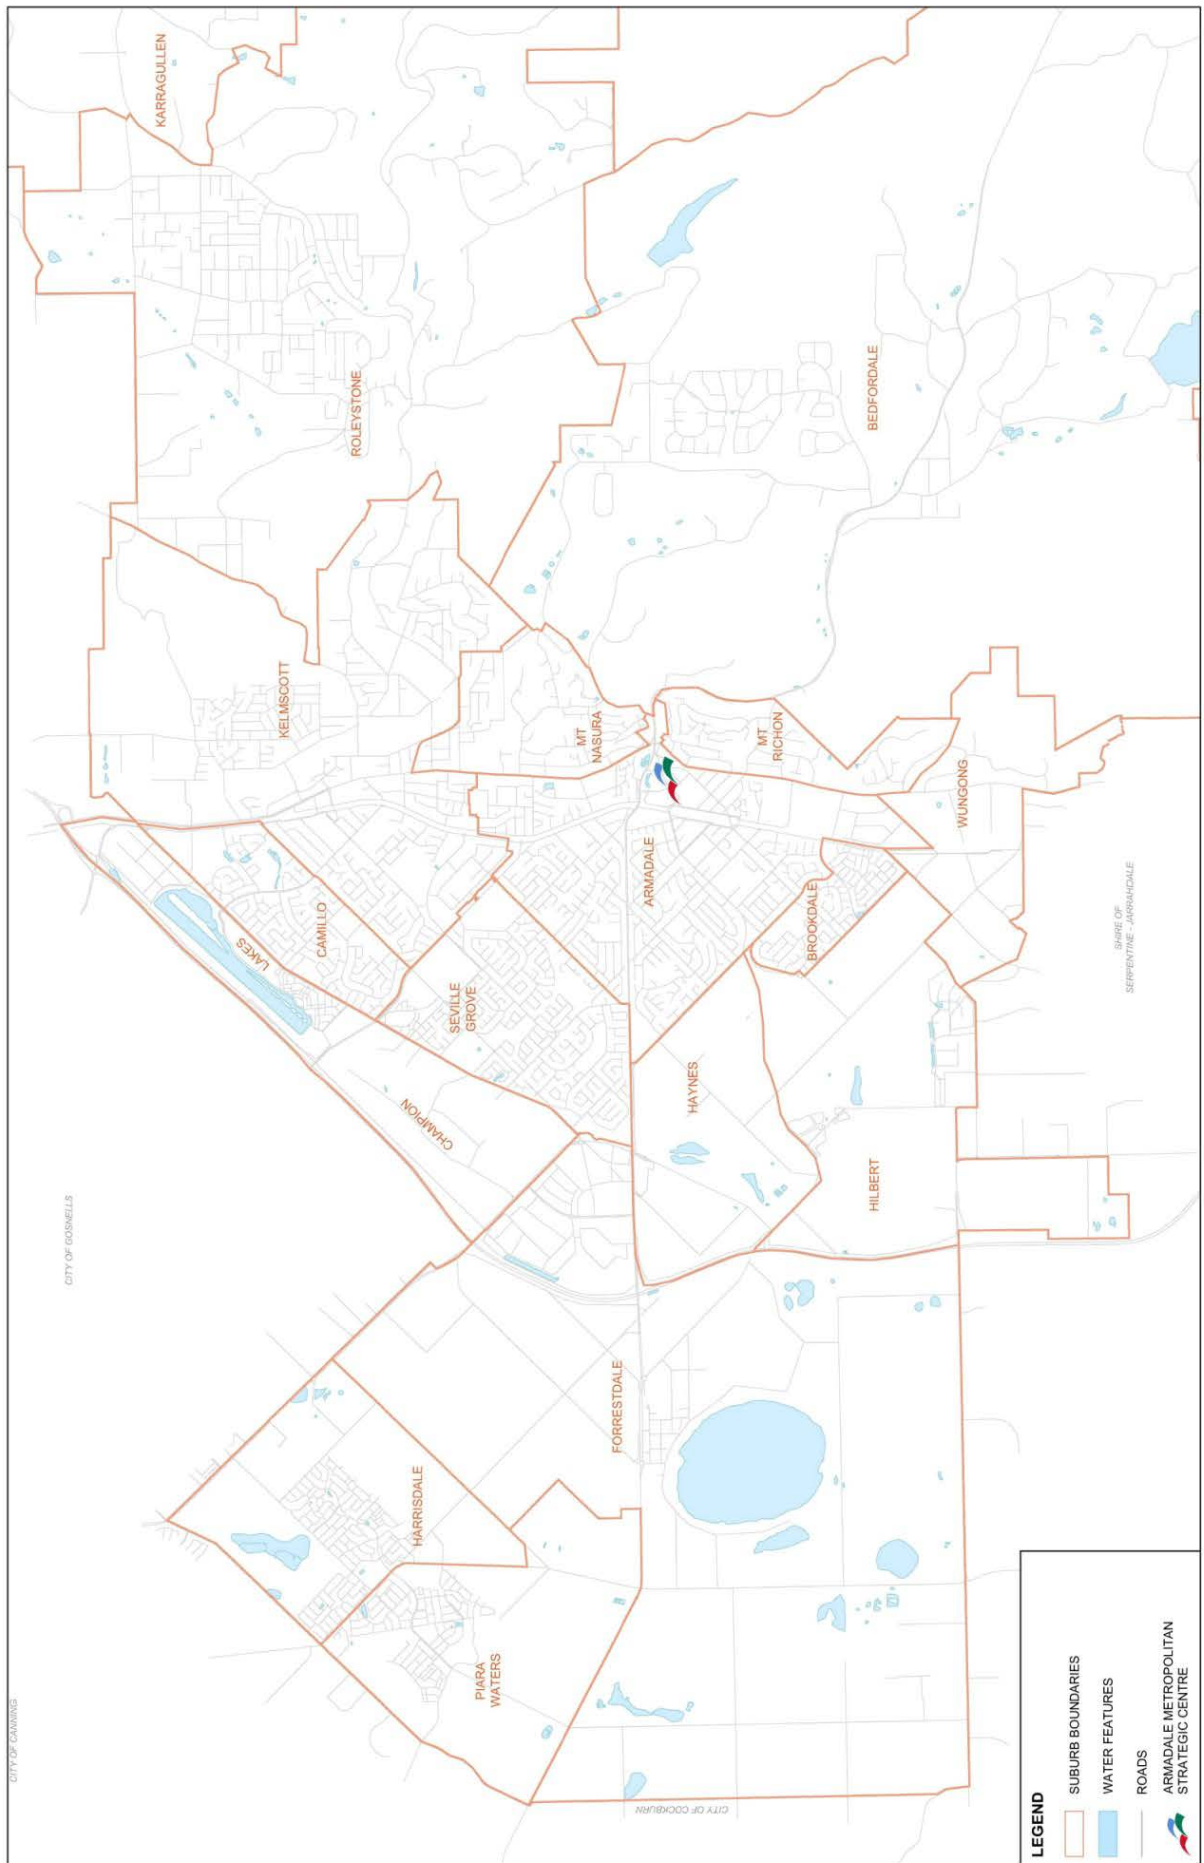 CITY OF CANNING
CITY OF GOSNELLS
KARRAGULLEN
ROLEYSTONE
KELMSCOTT
LAKES
CAMILLO
CHAMPION
SEVILLE
GROVE
MT
NASURA
BEDFORDALE
MT
RICHON
ARMADALE
WUNGONG
BROOKDALE
HAYNES
HILBERT
SHIRE OF
SERPENTINE - JARRAHDALE
HARRISDALE
FORRESTDALE
PIARA
WATERS
CITY OF COCKBURN
LEGEND
SUBURB BOUNDARIES
WATER FEATURES
ROADS
ARMADALE METROPOLITAN
STRATEGIC CENTRE